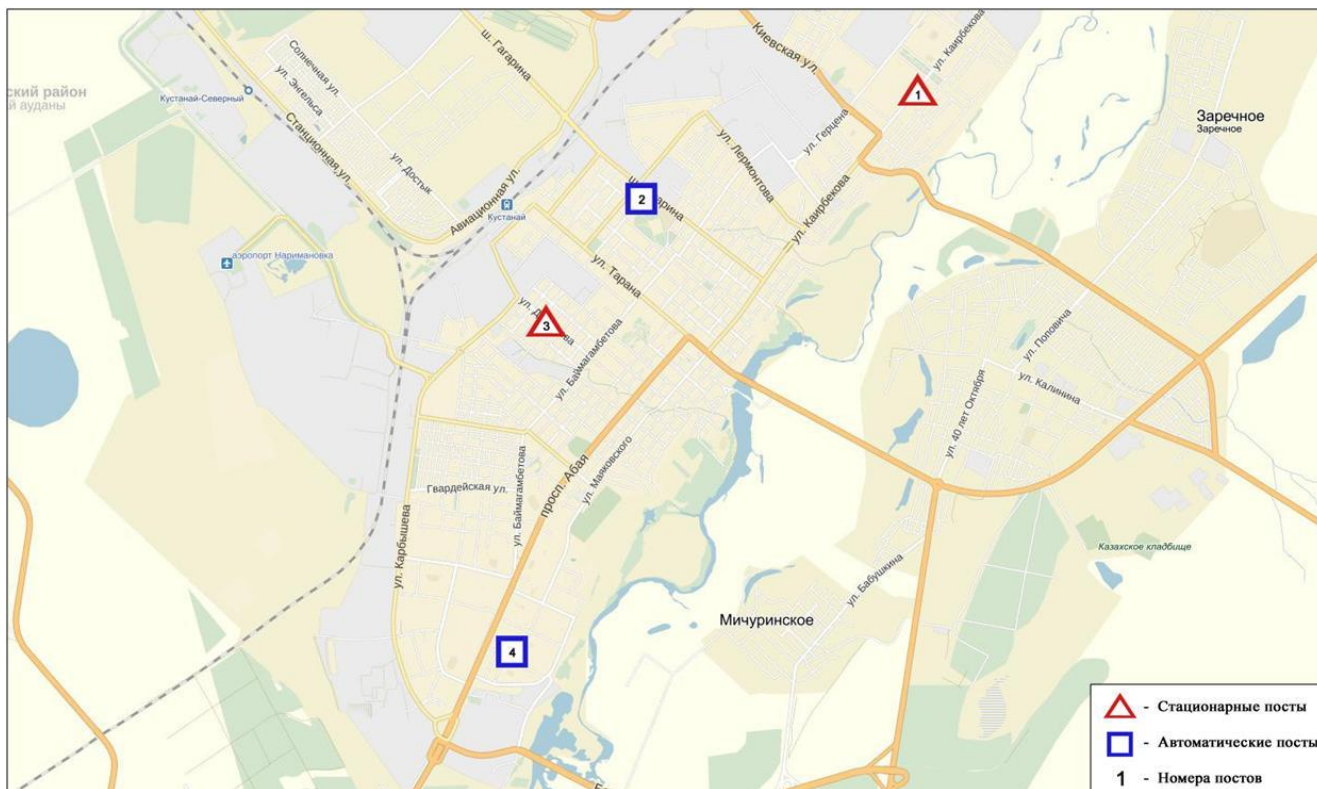 ский район
й ауданы
Кустанай-Северный
Солнечная ул.
ул. Энгельса
Станционная ул.
ул. Достык
ш. Гагарина
Авиационная ул.
Кустанай
аэропорт Наримановка
Киевская ул.
ул. Каирбекова
1
ул. Герцена
ул. Лермонтова
ул. Каирбекова
2
ул. Тарана
3
ул. Баймагамбетова
Заречное
Заречное
ул. Поповича
ул. Калинина
ул. 40 лет Октября
просп. Абая
ул. Маяковского
Гвардейская ул.
ул. Баймагамбетова
ул. Карбышева
4
Казахское кладбище
ул. Бабушкина
Мичуринское
- Стационарные посты
- Автоматические посты
1 - Номера постов